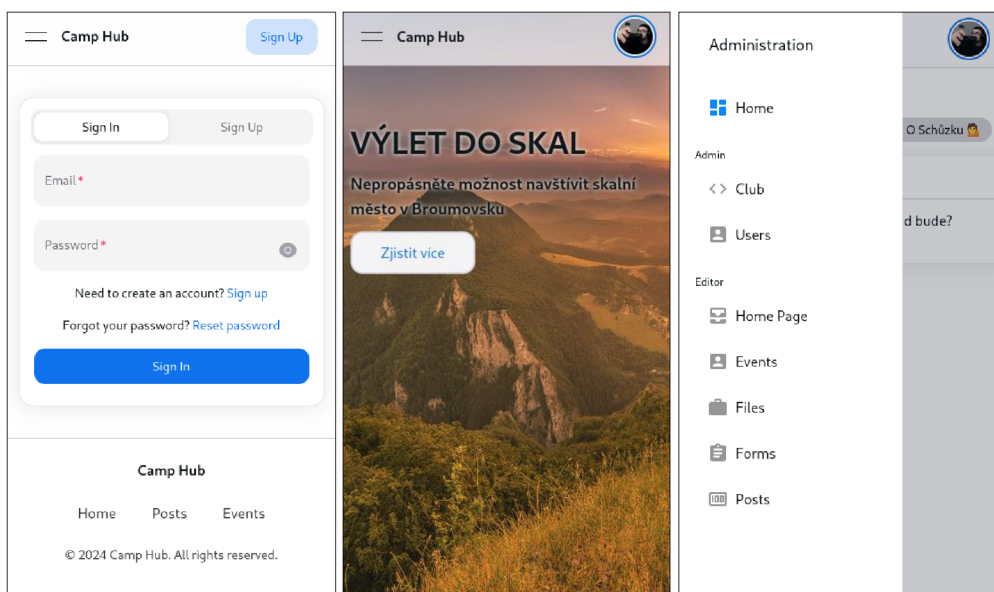 Camp Hub
Sign Up
Sign In
Sign Up
Email*
Password*
Need to create an account? Sign up
Forgot your password? Reset password
Sign In
Camp Hub
Home Posts Events
© 2024 Camp Hub. All rights reserved.
Camp Hub
VÝLET DO SKAL
Nepropásněte možnost navštívit skalní
město v Broumovsku
Zjistit více
Administration
Home
Admin
Club
Users
Editor
Home Page
Events
Files
Forms
Posts
O Schůzku
d bude?